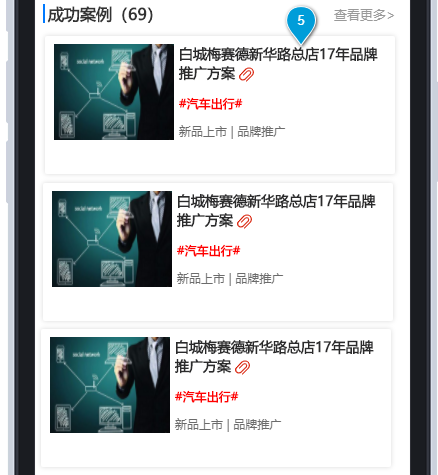 成功案例（69）
5
查看更多>
social network
白城梅赛德新华路总店17年品牌
推广方案
#汽车出行#
新品上市 | 品牌推广
social network
白城梅赛德新华路总店17年品牌
推广方案
#汽车出行#
新品上市 | 品牌推广
social network
白城梅赛德新华路总店17年品牌
推广方案
#汽车出行#
新品上市 | 品牌推广